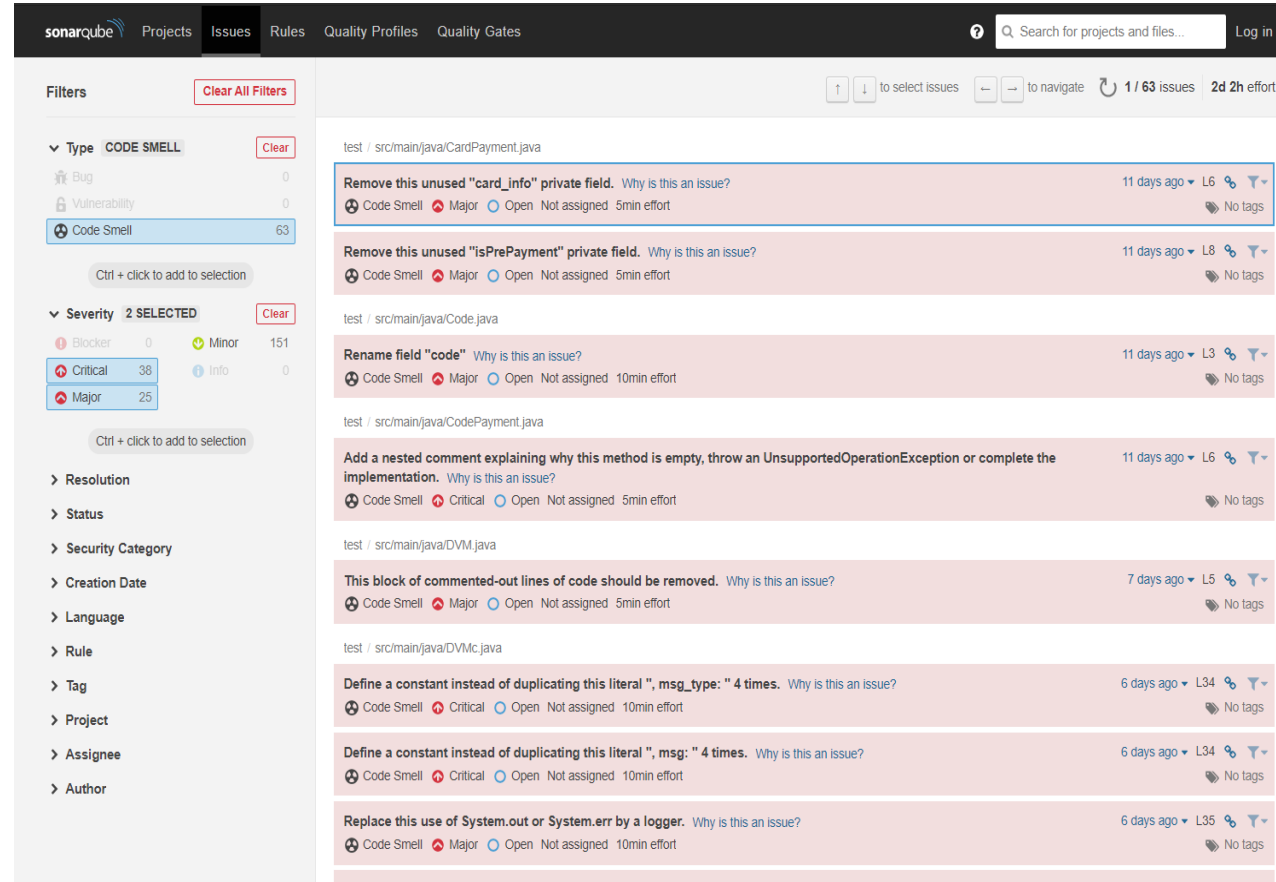 sonarqube Projects Issues Rules Quality Profiles Quality Gates ? Search for projects and files... Log in
Filters Clear All Filters
↑ ↓ to select issues ← → to navigate 1 / 63 issues 2d 2h effort
Type CODE SMELL Clear
Bug 0
Vulnerability 0
Code Smell 63
Ctrl + click to add to selection
Severity 2 SELECTED Clear
Blocker 0 Minor 151
Critical 38 Info 0
Major 25
Ctrl + click to add to selection
Resolution
Status
Security Category
Creation Date
Language
Rule
Tag
Project
Assignee
Author
test / src/main/java/CardPayment.java
Remove this unused "card_info" private field. Why is this an issue? 11 days ago L6
Code Smell Major Open Not assigned 5min effort No tags
Remove this unused "isPrePayment" private field. Why is this an issue? 11 days ago L8
Code Smell Major Open Not assigned 5min effort No tags
test / src/main/java/Code.java
Rename field "code" Why is this an issue? 11 days ago L3
Code Smell Major Open Not assigned 10min effort No tags
test / src/main/java/CodePayment.java
Add a nested comment explaining why this method is empty, throw an UnsupportedOperationException or complete the 11 days ago L6
implementation. Why is this an issue?
Code Smell Critical Open Not assigned 5min effort No tags
test / src/main/java/DVM.java
This block of commented-out lines of code should be removed. Why is this an issue? 7 days ago L5
Code Smell Major Open Not assigned 5min effort No tags
test / src/main/java/DVMc.java
Define a constant instead of duplicating this literal ", msg_type: " 4 times. Why is this an issue? 6 days ago L34
Code Smell Critical Open Not assigned 10min effort No tags
Define a constant instead of duplicating this literal ", msg: " 4 times. Why is this an issue? 6 days ago L34
Code Smell Critical Open Not assigned 10min effort No tags
Replace this use of System.out or System.err by a logger. Why is this an issue? 6 days ago L35
Code Smell Major Open Not assigned 10min effort No tags